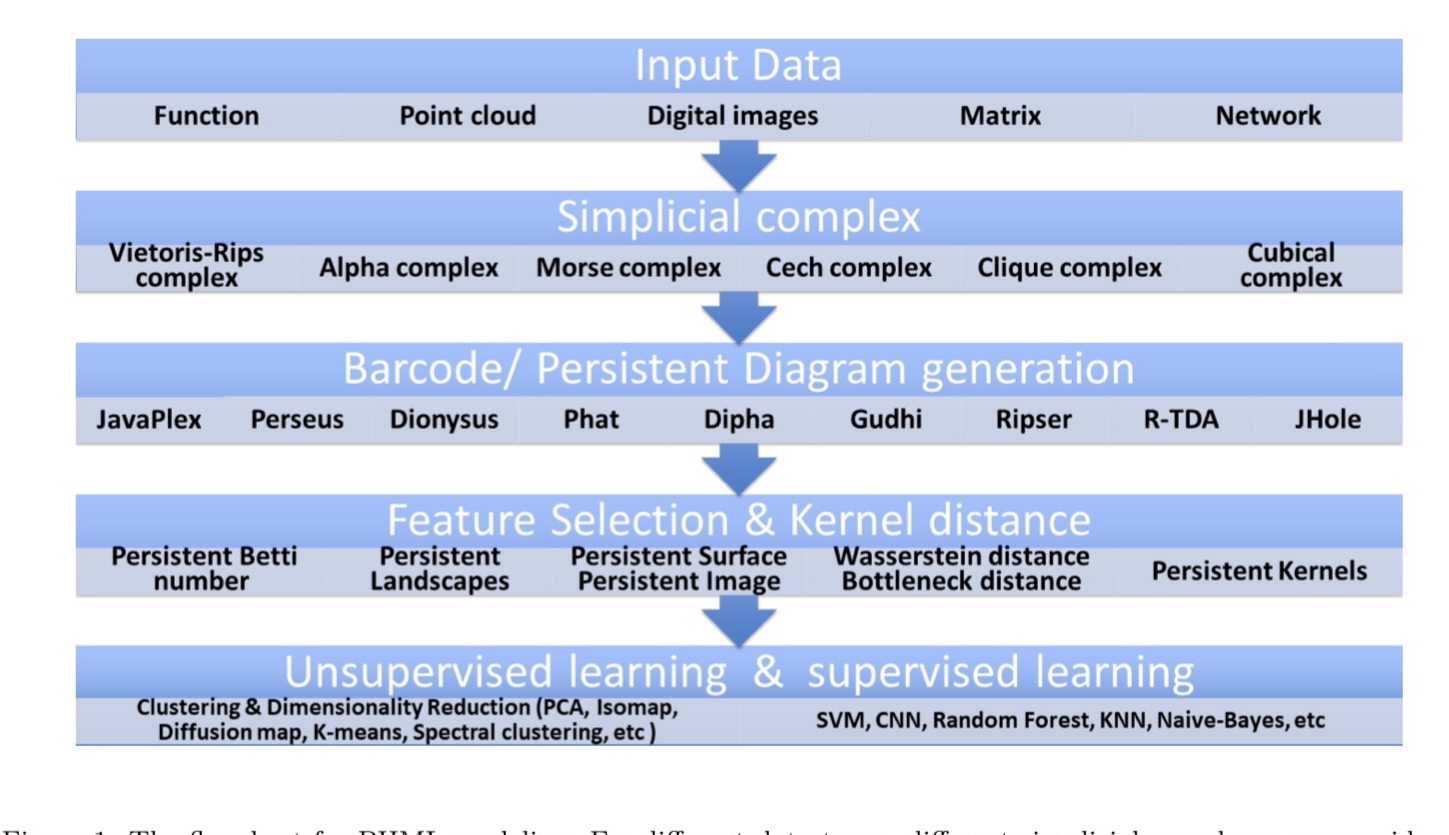 Input Data
Function Point cloud Digital images Matrix Network
Simplicial complex
Vietoris-Rips
complex
Alpha complex Morse complex Cech complex Clique complex
Cubical
complex
Barcode/ Persistent Diagram generation
JavaPlex Perseus Dionysus Phat Dipha Gudhi Ripser R-TDA JHole
Feature Selection & Kernel distance
Persistent Betti
number
Persistent
Landscapes
Persistent Surface
Persistent Image
Wasserstein distance
Bottleneck distance
Persistent Kernels
Unsupervised learning & supervised learning
Clustering & Dimensionality Reduction (PCA, Isomap,
Diffusion map, K-means, Spectral clustering, etc )
SVM, CNN, Random Forest, KNN, Naive-Bayes, etc